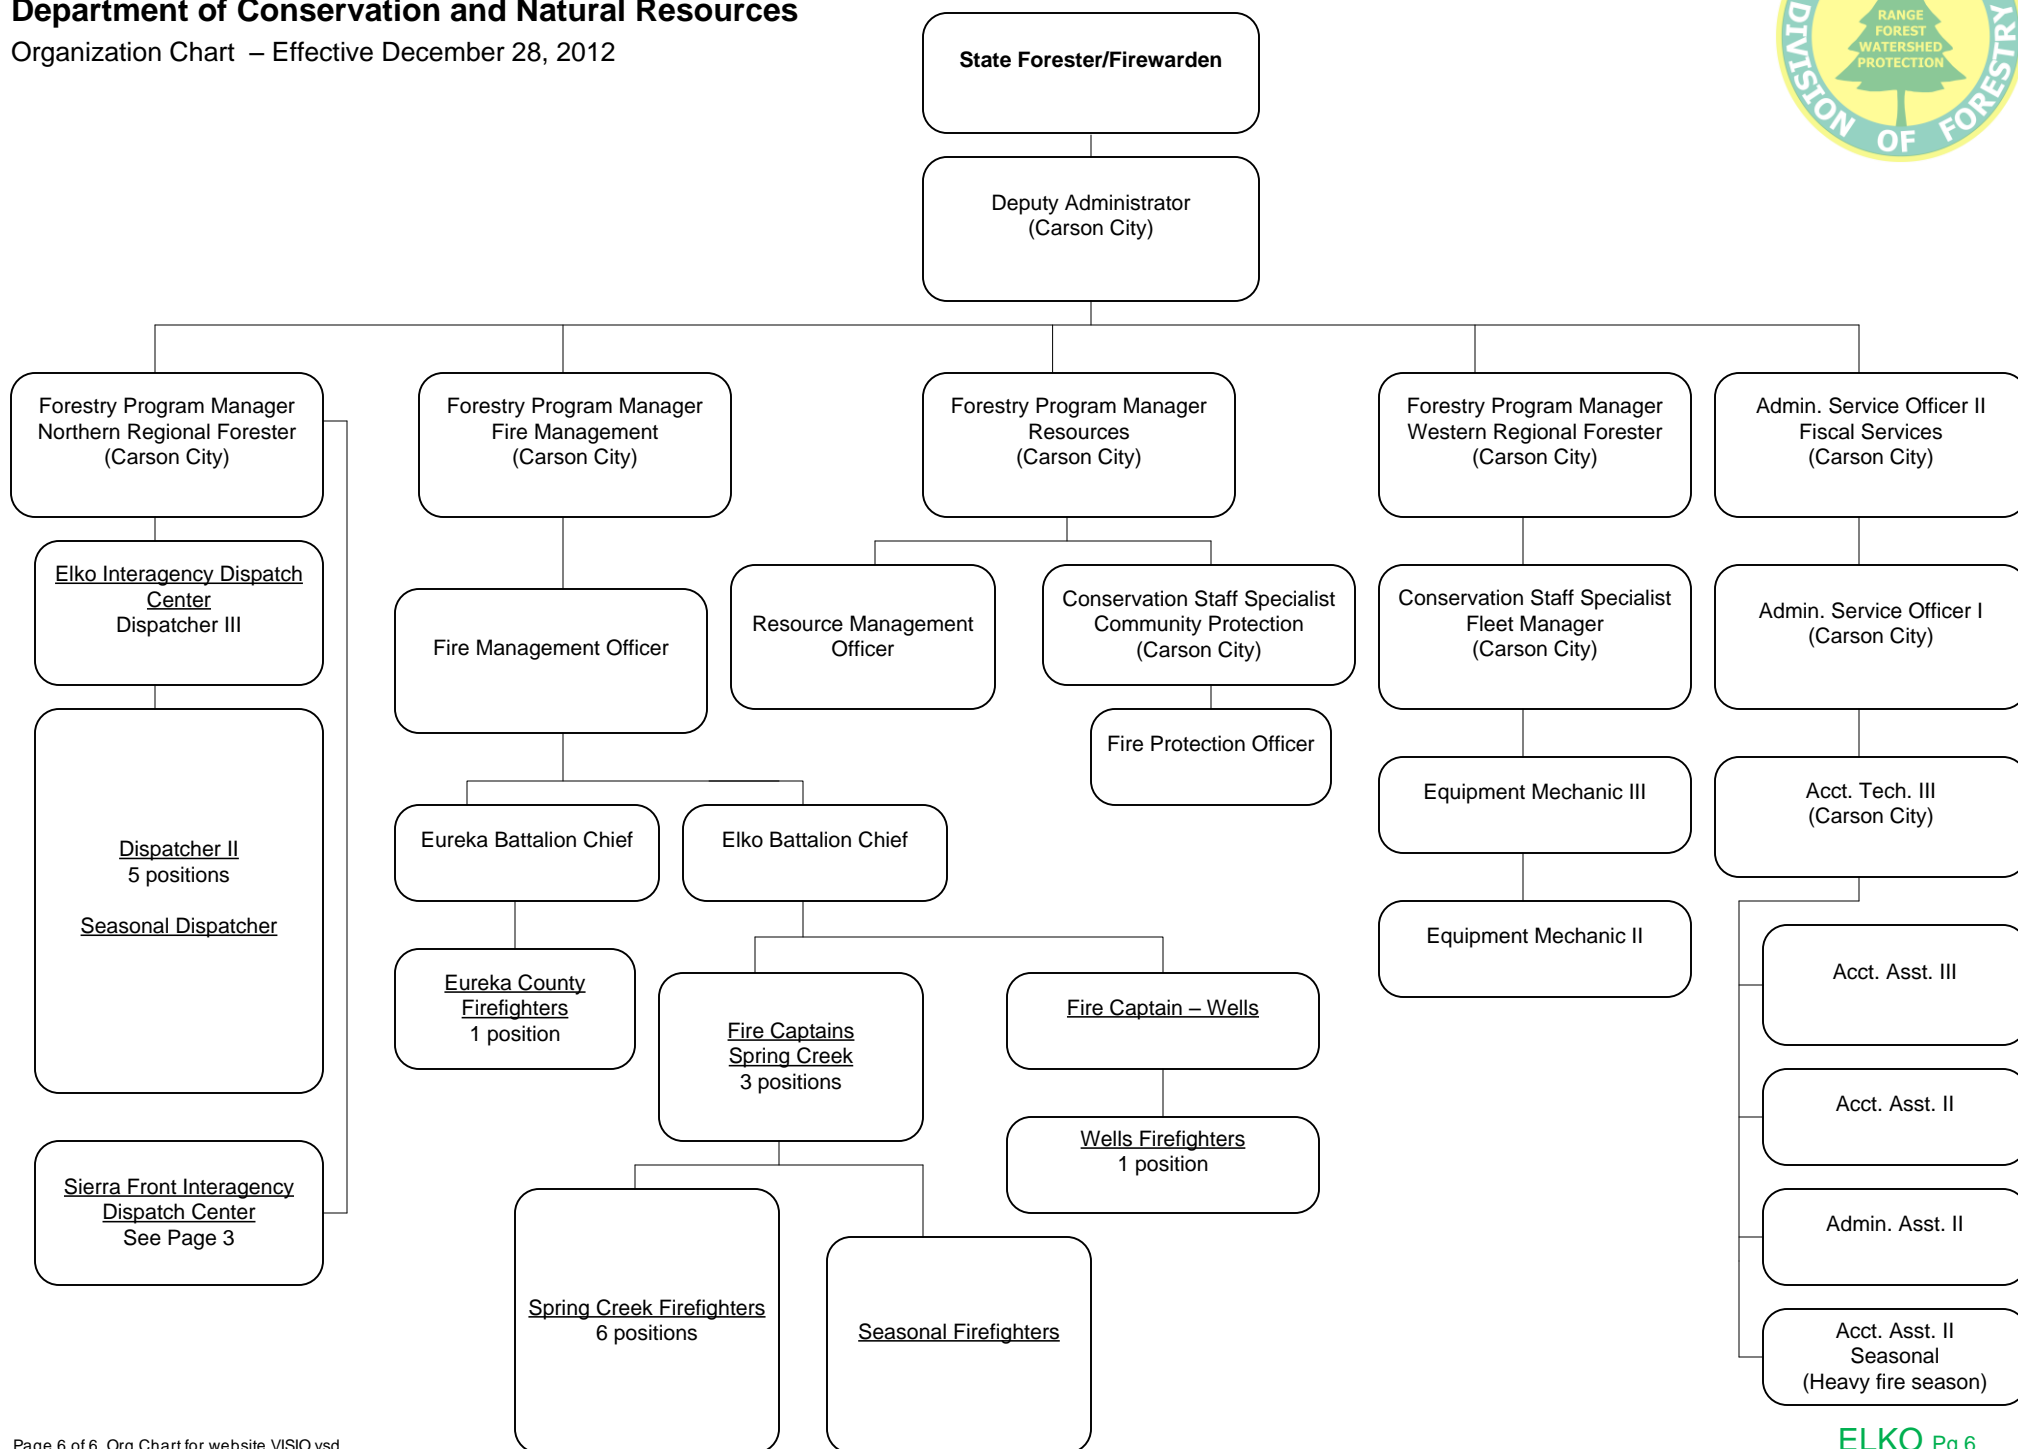 Department of Conservation and Natural Resources
Organization Chart – Effective December 28, 2012
RANGE
FOREST
WATERSHED
PROTECTION
DIVISION OF FORESTRY
State Forester/Firewarden
Deputy Administrator
(Carson City)
Forestry Program Manager
Northern Regional Forester
(Carson City)
Forestry Program Manager
Fire Management
(Carson City)
Forestry Program Manager
Resources
(Carson City)
Forestry Program Manager
Western Regional Forester
(Carson City)
Admin. Service Officer II
Fiscal Services
(Carson City)
Elko Interagency Dispatch
Center
Dispatcher III
Fire Management Officer
Resource Management
Officer
Conservation Staff Specialist
Community Protection
(Carson City)
Conservation Staff Specialist
Fleet Manager
(Carson City)
Admin. Service Officer I
(Carson City)
Fire Protection Officer
Equipment Mechanic III
Acct. Tech. III
(Carson City)
Dispatcher II
5 positions
Seasonal Dispatcher
Eureka Battalion Chief
Elko Battalion Chief
Equipment Mechanic II
Eureka County
Firefighters
1 position
Fire Captains
Spring Creek
3 positions
Fire Captain – Wells
Acct. Asst. III
Wells Firefighters
1 position
Acct. Asst. II
Sierra Front Interagency
Dispatch Center
See Page 3
Admin. Asst. II
Spring Creek Firefighters
6 positions
Seasonal Firefighters
Acct. Asst. II
Seasonal
(Heavy fire season)
Page 6 of 6 Org Chart for website VISIO.vsd
ELKO Pg 6